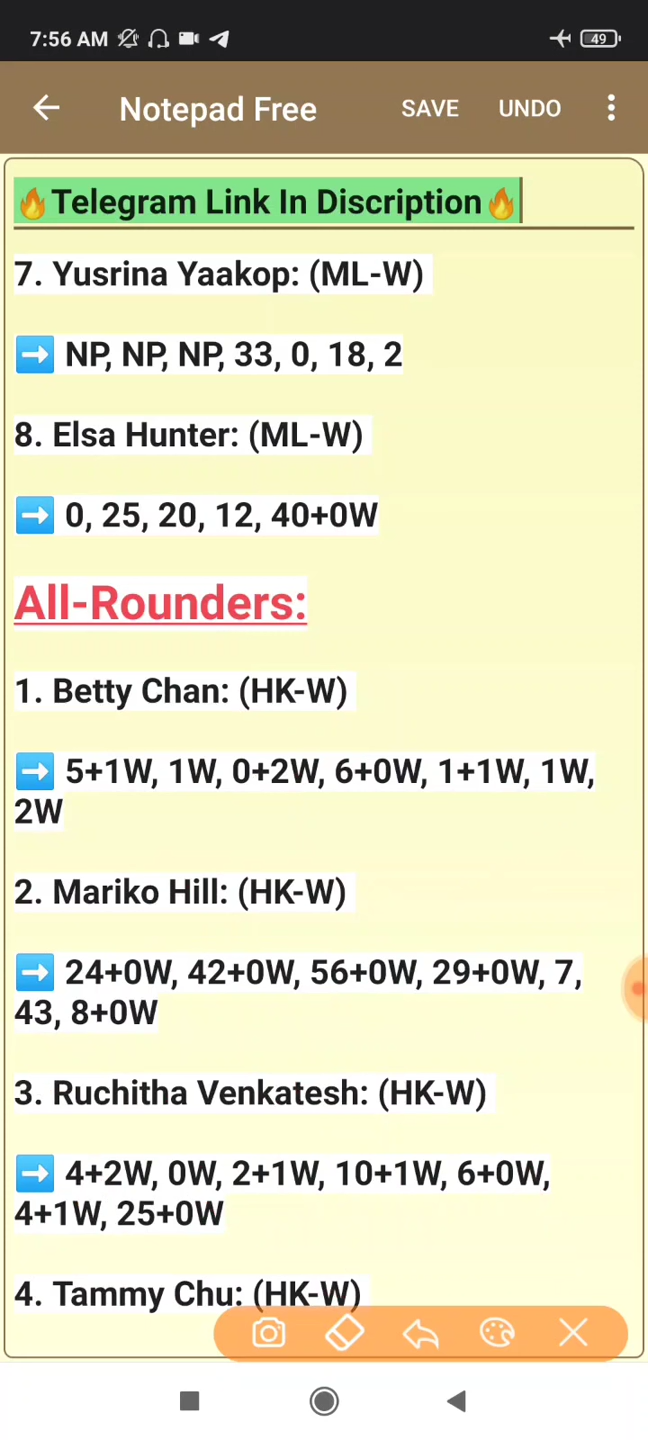 7:56 AM 49
Notepad Free SAVE UNDO
🔥Telegram Link In Discription🔥
7. Yusrina Yaakop: (ML-W)
➡️ NP, NP, NP, 33, 0, 18, 2
8. Elsa Hunter: (ML-W)
➡️ 0, 25, 20, 12, 40+0W
All-Rounders:
1. Betty Chan: (HK-W)
➡️ 5+1W, 1W, 0+2W, 6+0W, 1+1W, 1W,
2W
2. Mariko Hill: (HK-W)
➡️ 24+0W, 42+0W, 56+0W, 29+0W, 7,
43, 8+0W
3. Ruchitha Venkatesh: (HK-W)
➡️ 4+2W, 0W, 2+1W, 10+1W, 6+0W,
4+1W, 25+0W
4. Tammy Chu: (HK-W)